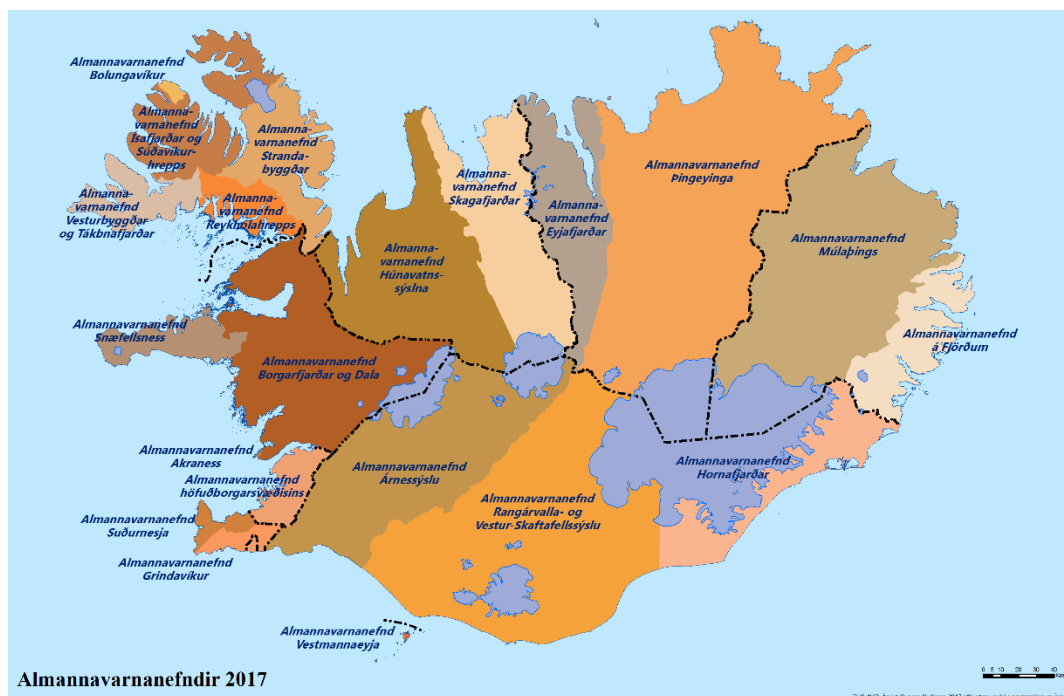 Almannavarnanefnd
Bolungavíkur
Almanna-
varnanefnd
Ísafjarðar og
Súðavíkur-
hrepps
Almanna-
varnanefnd
Stranda-
byggðar
Almanna-
varnanefnd
Vesturbyggðar
og Tákbnafjarðar
Almanna-
varnanefnd
Reykhólahrepps
Almanna-
varnanefnd
Húnavatns-
sýslna
Almanna-
varnanefnd
Skagafjarðar
Almanna-
varnanefnd
Eyjafjarðar
Almannavarnanefnd
Þingeyinga
Almannavarnanefnd
Múlaþings
Almannavarnanefnd
á Fjörðum
Almannavarnanefnd
Snæfellsness
Almannavarnanefnd
Borgarfjarðar og Dala
Almannavarnanefnd
Akraness
Almannavarnanefnd
höfuðborgarsvæðisins
Almannavarnanefnd
Suðurnesja
Almannavarnanefnd
Grindavíkur
Almannavarnanefnd
Árnessýslu
Almannavarnanefnd
Rangárvalla- og
Vestur-Skaftafellssýslu
Almannavarnanefnd
Hornafjarðar
Almannavarnanefnd
Vestmannaeyja
Almannavarnanefndir 2017
0 5 10 20 30 40